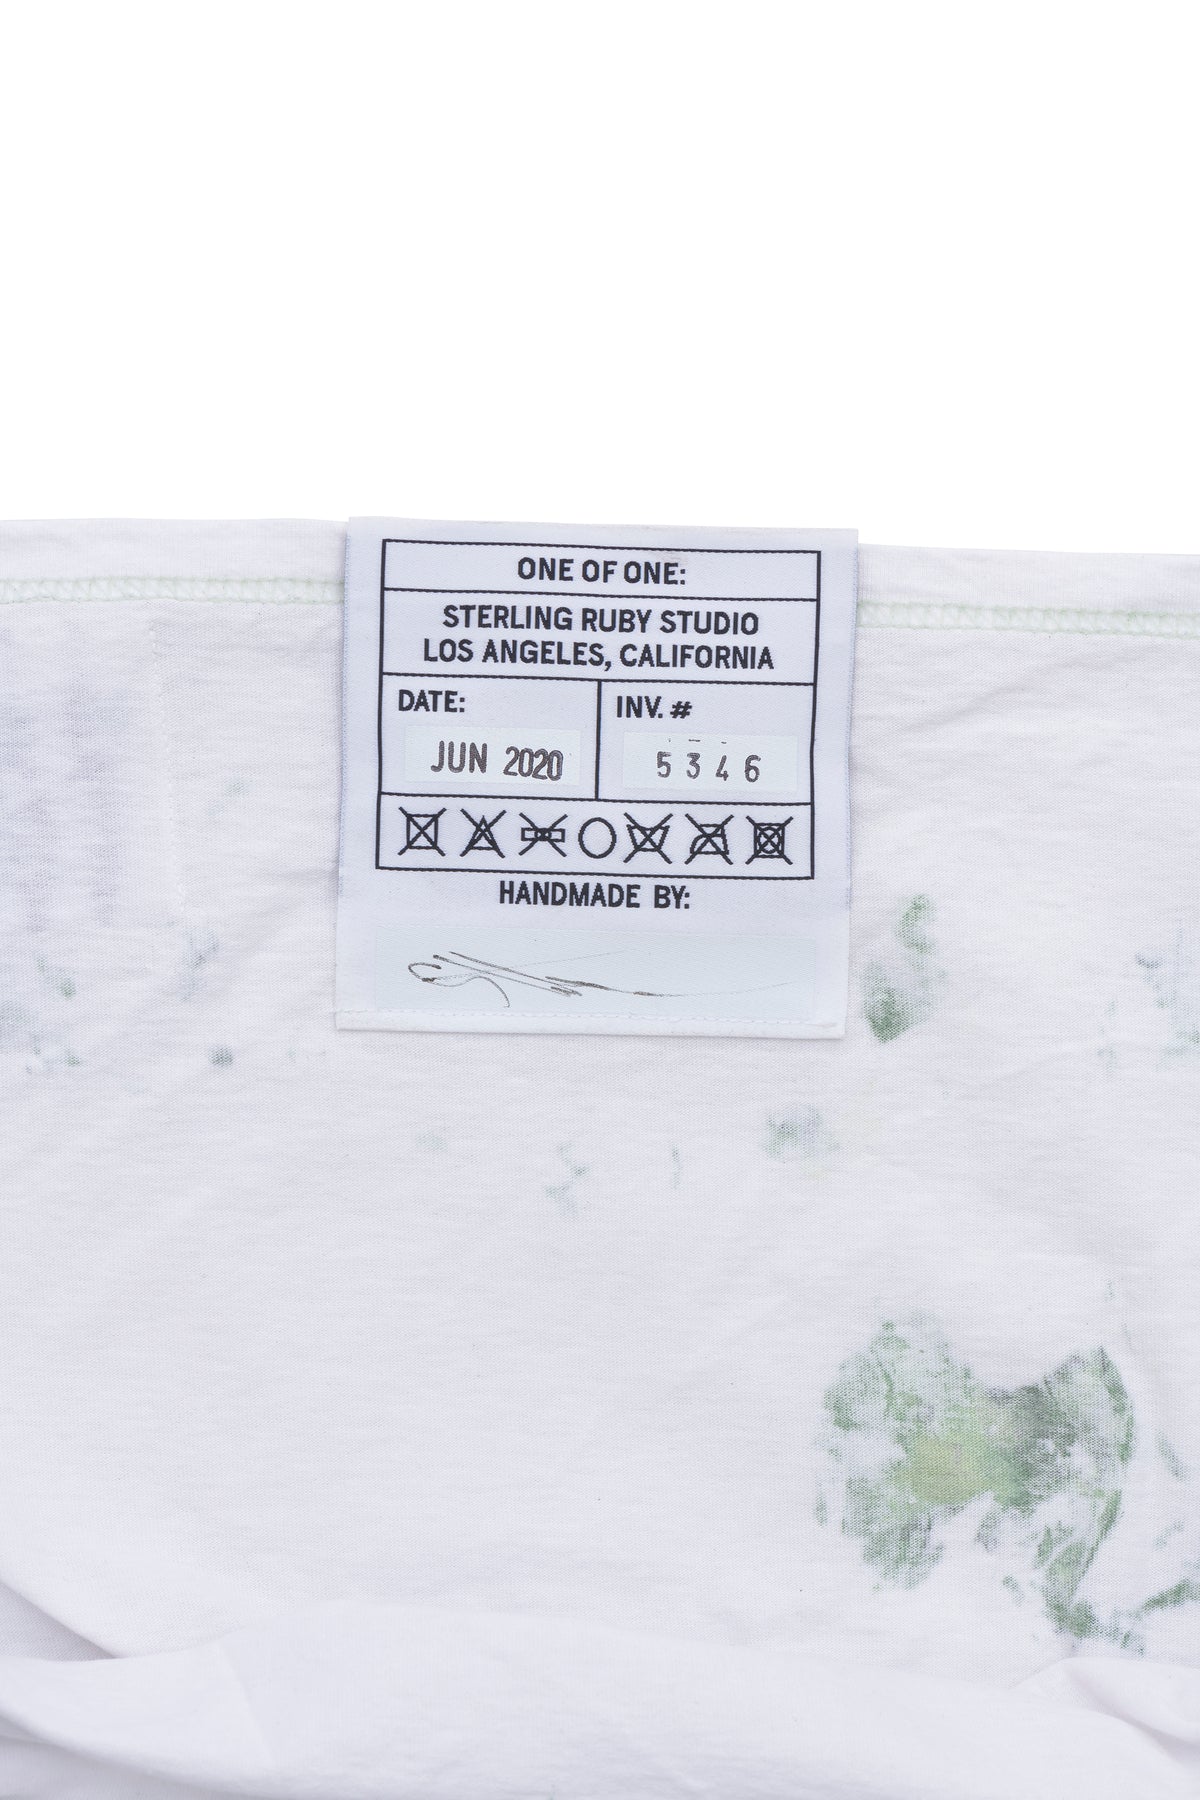 ONE OF ONE:
STERLING RUBY STUDIO
LOS ANGELES, CALIFORNIA
DATE:
INV. #
JUN 2020
5346
HANDMADE BY: